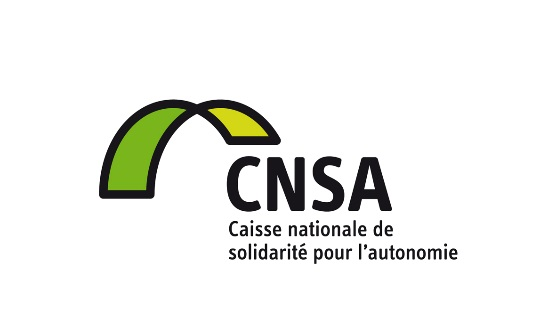 CNSA
Caisse nationale de
solidarité pour l'autonomie